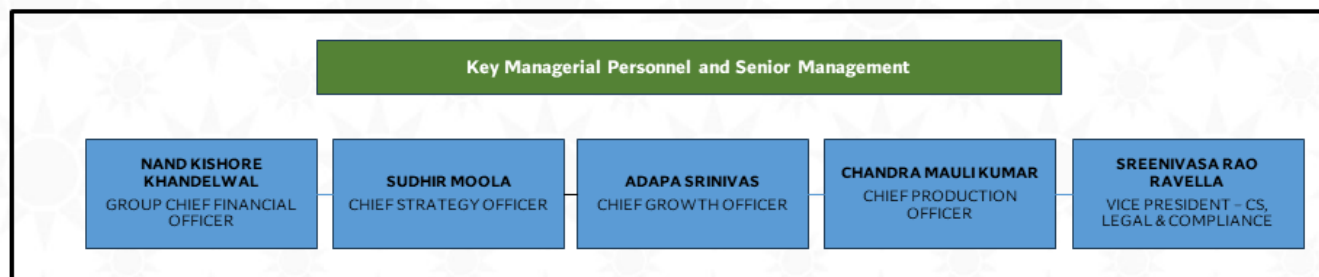 Key Managerial Personnel and Senior Management
NAND KISHORE
KHANDELWAL
GROUP CHIEF FINANCIAL
OFFICER
SUDHIR MOOLA
CHIEF STRATEGY OFFICER
ADAPA SRINIVAS
CHIEF GROWTH OFFICER
CHANDRA MAULI KUMAR
CHIEF PRODUCTION
OFFICER
SREENIVASA RAO
RAVELLA
VICE PRESIDENT – CS,
LEGAL & COMPLIANCE